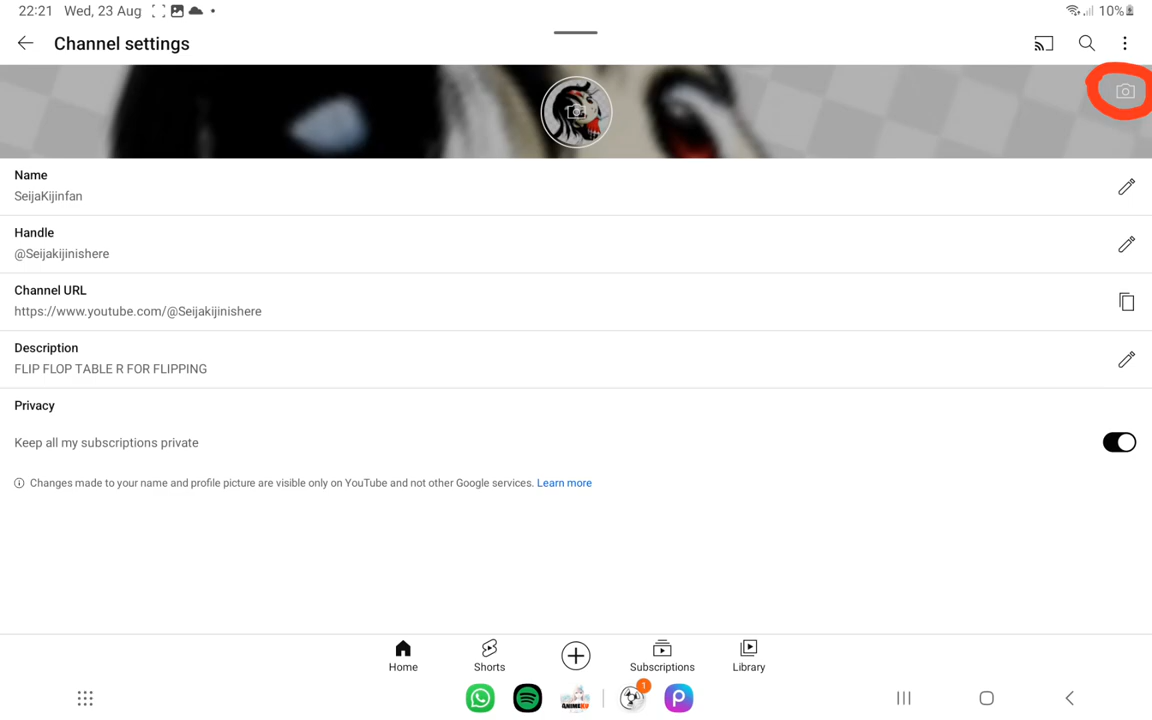 22:21 Wed, 23 Aug 10%
Channel settings
Name
SeijaKijinfan
Handle
@Seijakijinishere
Channel URL
https://www.youtube.com/@Seijakijinishere
Description
FLIP FLOP TABLE R FOR FLIPPING
Privacy
Keep all my subscriptions private
Changes made to your name and profile picture are visible only on YouTube and not other Google services. Learn more
Home Shorts Subscriptions Library
1